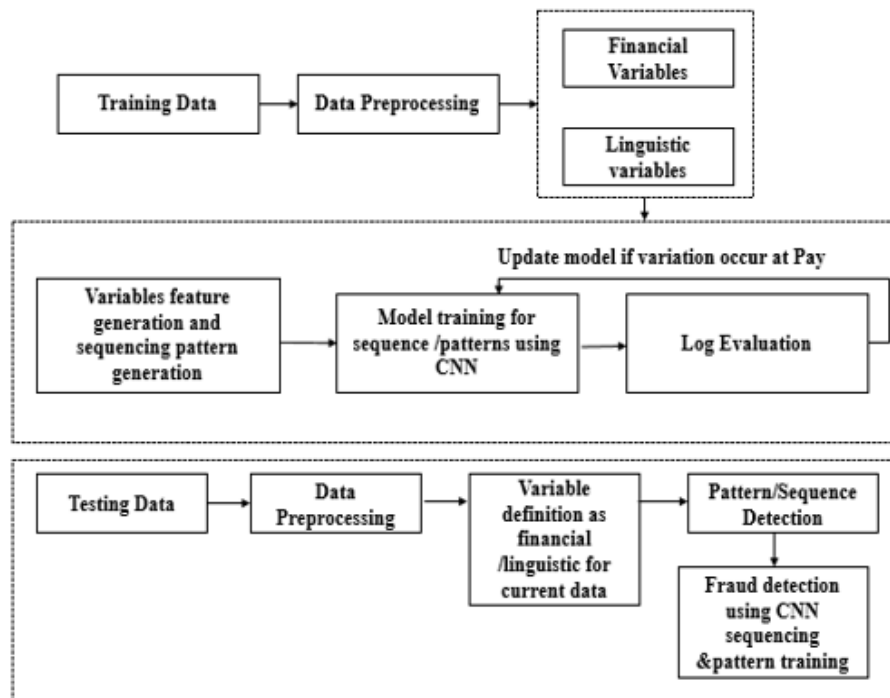 Financial
Variables
Training Data
Data Preprocessing
Linguistic
variables
Update model if variation occur at Pay
Variables feature
generation and
sequencing pattern
generation
Model training for
sequence /patterns using
CNN
Log Evaluation
Testing Data
Data
Preprocessing
Variable
definition as
financial
/linguistic for
current data
Pattern/Sequence
Detection
Fraud detection
using CNN
sequencing
&pattern training